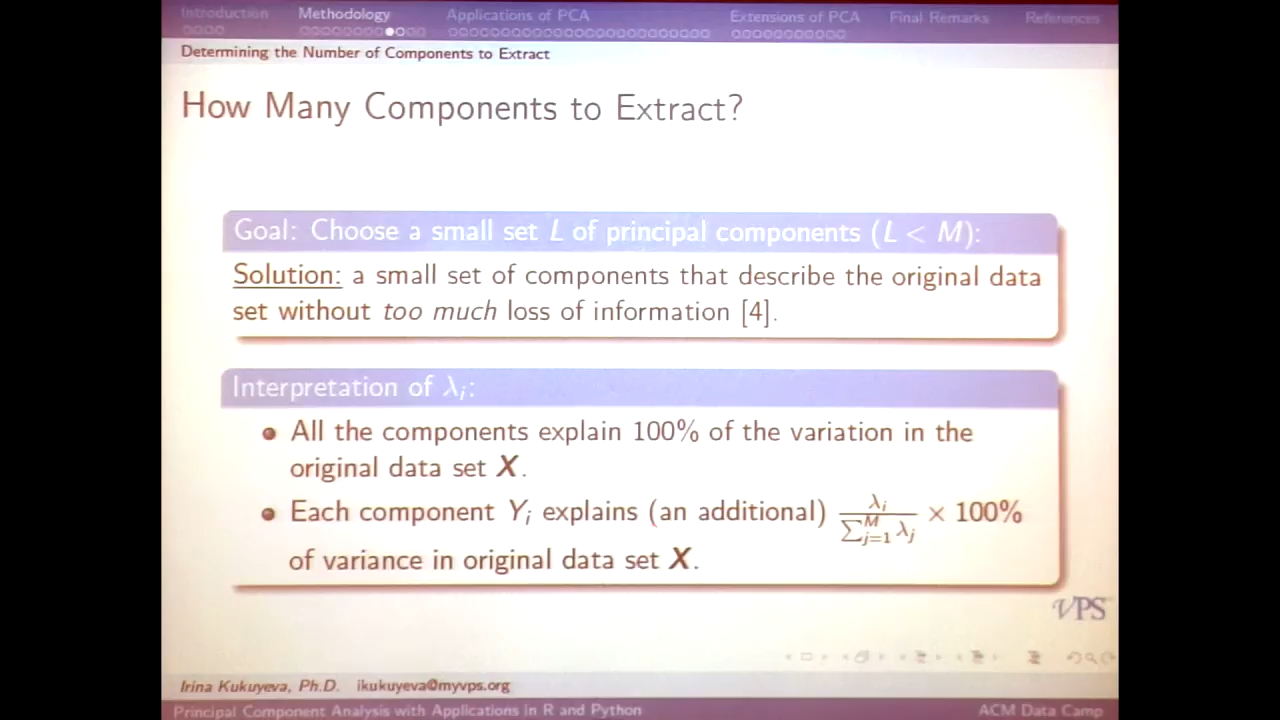 Introduction Methodology Applications of PCA Extensions of PCA Final Remarks References
Determining the Number of Components to Extract
How Many Components to Extract?
Goal: Choose a small set L of principal components (L < M):
Solution: a small set of components that describe the original data
set without too much loss of information [4].
Interpretation of λᵢ:
All the components explain 100% of the variation in the
original data set X.
Each component Yᵢ explains (an additional) λᵢ / ∑ᴹⱼ₌₁ λⱼ × 100%
of variance in original data set X.
VPS
Irina Kukuyeva, Ph.D. ikukuyeva@myvps.org
Principal Component Analysis with Applications in R and Python ACM Data Camp